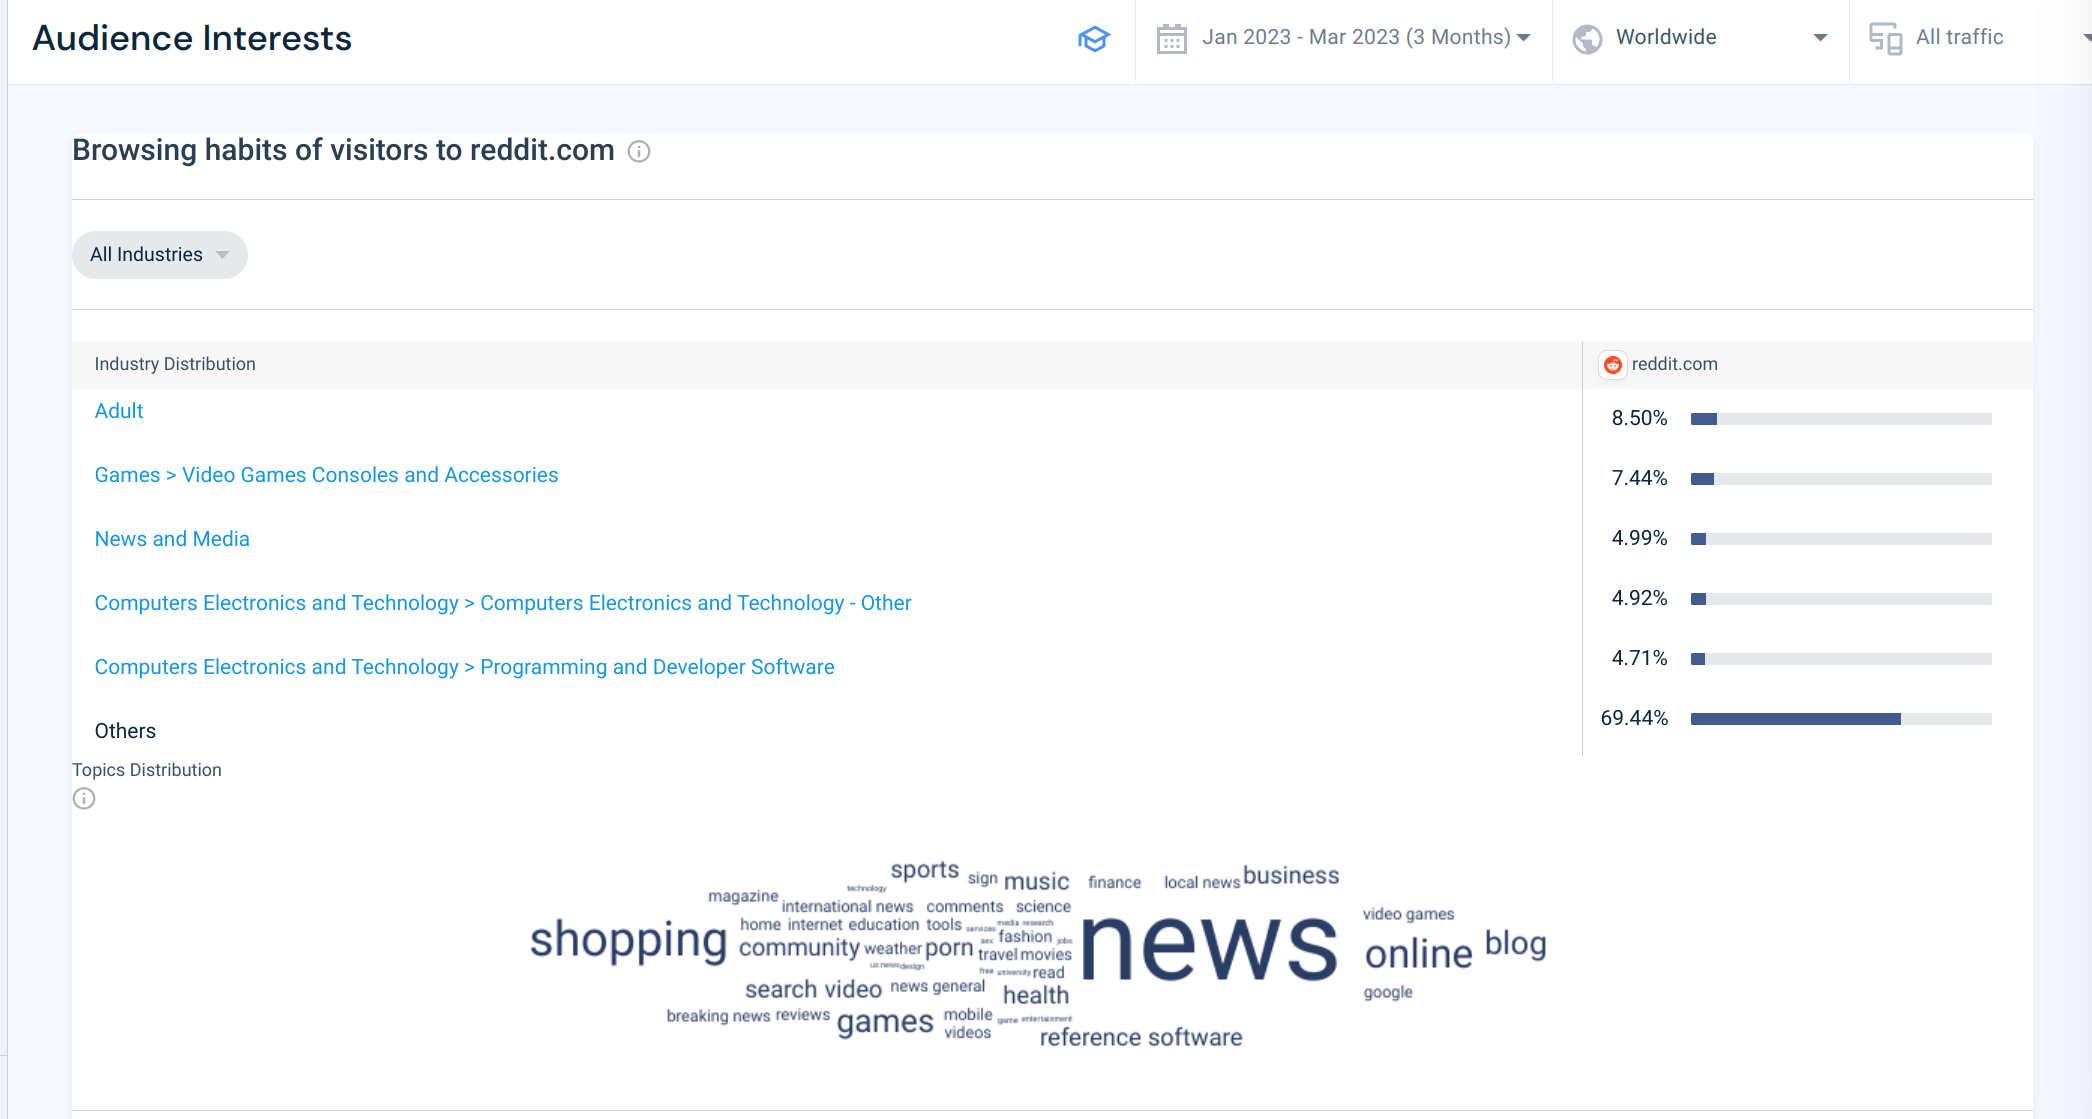 Audience Interests
Jan 2023 - Mar 2023 (3 Months)
Worldwide
All traffic
Browsing habits of visitors to reddit.com
All Industries
Industry Distribution
reddit.com
Adult
8.50%
Games > Video Games Consoles and Accessories
7.44%
News and Media
4.99%
Computers Electronics and Technology > Computers Electronics and Technology - Other
4.92%
Computers Electronics and Technology > Programming and Developer Software
4.71%
Others
69.44%
Topics Distribution
sports
sign
music
finance
local news
business
technology
magazine
international news
comments
science
video games
home
internet
education
tools
services
media
research
shopping
community
weather
porn
sex
fashion
jobs
travel
movies
news
online
blog
us news
design
free
university
read
search
video
news general
health
google
breaking news
reviews
games
mobile
videos
game
entertainment
reference
software